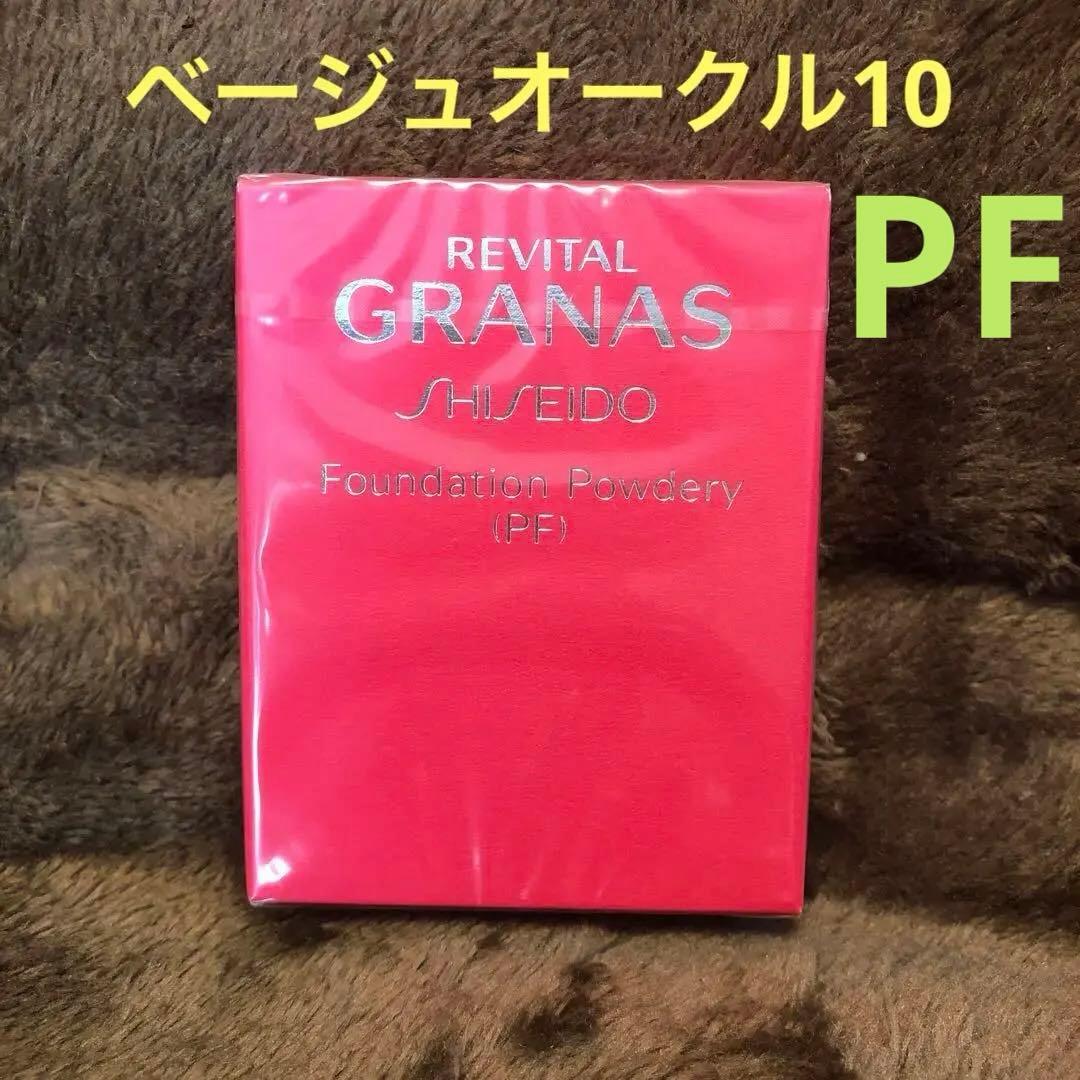 ベージュオークル10
PF
REVITAL
GRANAS
SHISEIDO
Foundation Powdery
(PF)